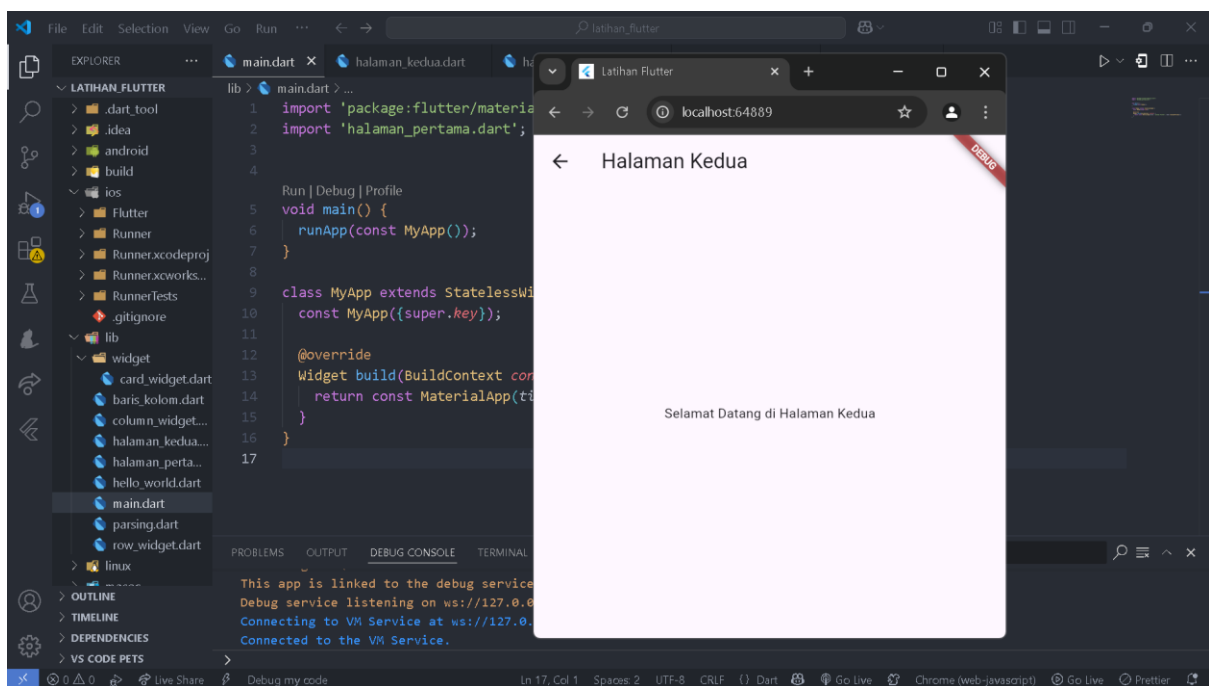 File Edit Selection View Go Run ··· latihan_flutter
EXPLORER ···
LATIHAN_FLUTTER
.dart_tool
.idea
android
build
ios
Flutter
Runner
Runner.xcodeproj
Runner.xcworks...
RunnerTests
.gitignore
lib
widget
card_widget.dart
baris_kolom.dart
column_widget....
halaman_kedua....
halaman_perta...
hello_world.dart
main.dart
parsing.dart
row_widget.dart
linux
OUTLINE
TIMELINE
DEPENDENCIES
VS CODE PETS
main.dart halaman_kedua.dart
lib > main.dart > ...
1 import 'package:flutter/materia
2 import 'halaman_pertama.dart';
3
4
Run | Debug | Profile
5 void main() {
6 runApp(const MyApp());
7 }
8
9 class MyApp extends StatelessWi
10 const MyApp({super.key});
11
12 @override
13 Widget build(BuildContext con
14 return const MaterialApp(ti
15 }
16 }
17
PROBLEMS OUTPUT DEBUG CONSOLE TERMINAL
This app is linked to the debug service
Debug service listening on ws://127.0.0
Connecting to VM Service at ws://127.0.
Connected to the VM Service.
>
Latihan Flutter
localhost:64889
Halaman Kedua
DEBUG
Selamat Datang di Halaman Kedua
0 0 Live Share Debug my code Ln 17, Col 1 Spaces: 2 UTF-8 CRLF {} Dart Go Live Chrome (web-javascript) Go Live Prettier